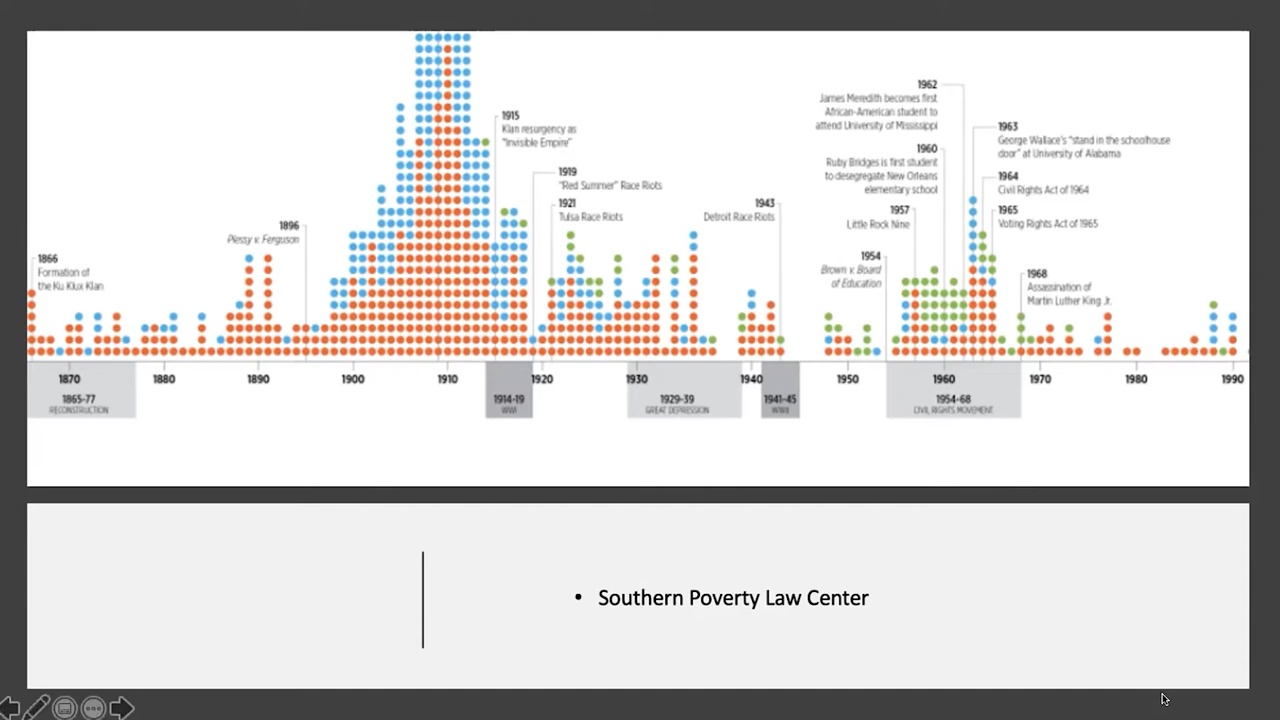 1962
James Meredith becomes first
African-American student to
attend University of Mississippi
1915
Klan resurgency as
"Invisible Empire"
1963
George Wallace's "stand in the schoolhouse
door" at University of Alabama
1960
Ruby Bridges is first student
to desegregate New Orleans
elementary school
1919
"Red Summer" Race Riots
1964
Civil Rights Act of 1964
1921
Tulsa Race Riots
1943
Detroit Race Riots
1957
Little Rock Nine
1965
Voting Rights Act of 1965
1896
Plessy v. Ferguson
1866
Formation of
the Ku Klux Klan
1954
Brown v. Board
of Education
1968
Assassination of
Martin Luther King Jr.
1870 1880 1890 1900 1910 1920 1930 1940 1950 1960 1970 1980 1990
1865-77
RECONSTRUCTION
1914-19
WWI
1929-39
GREAT DEPRESSION
1941-45
WWII
1954-68
CIVIL RIGHTS MOVEMENT
• Southern Poverty Law Center